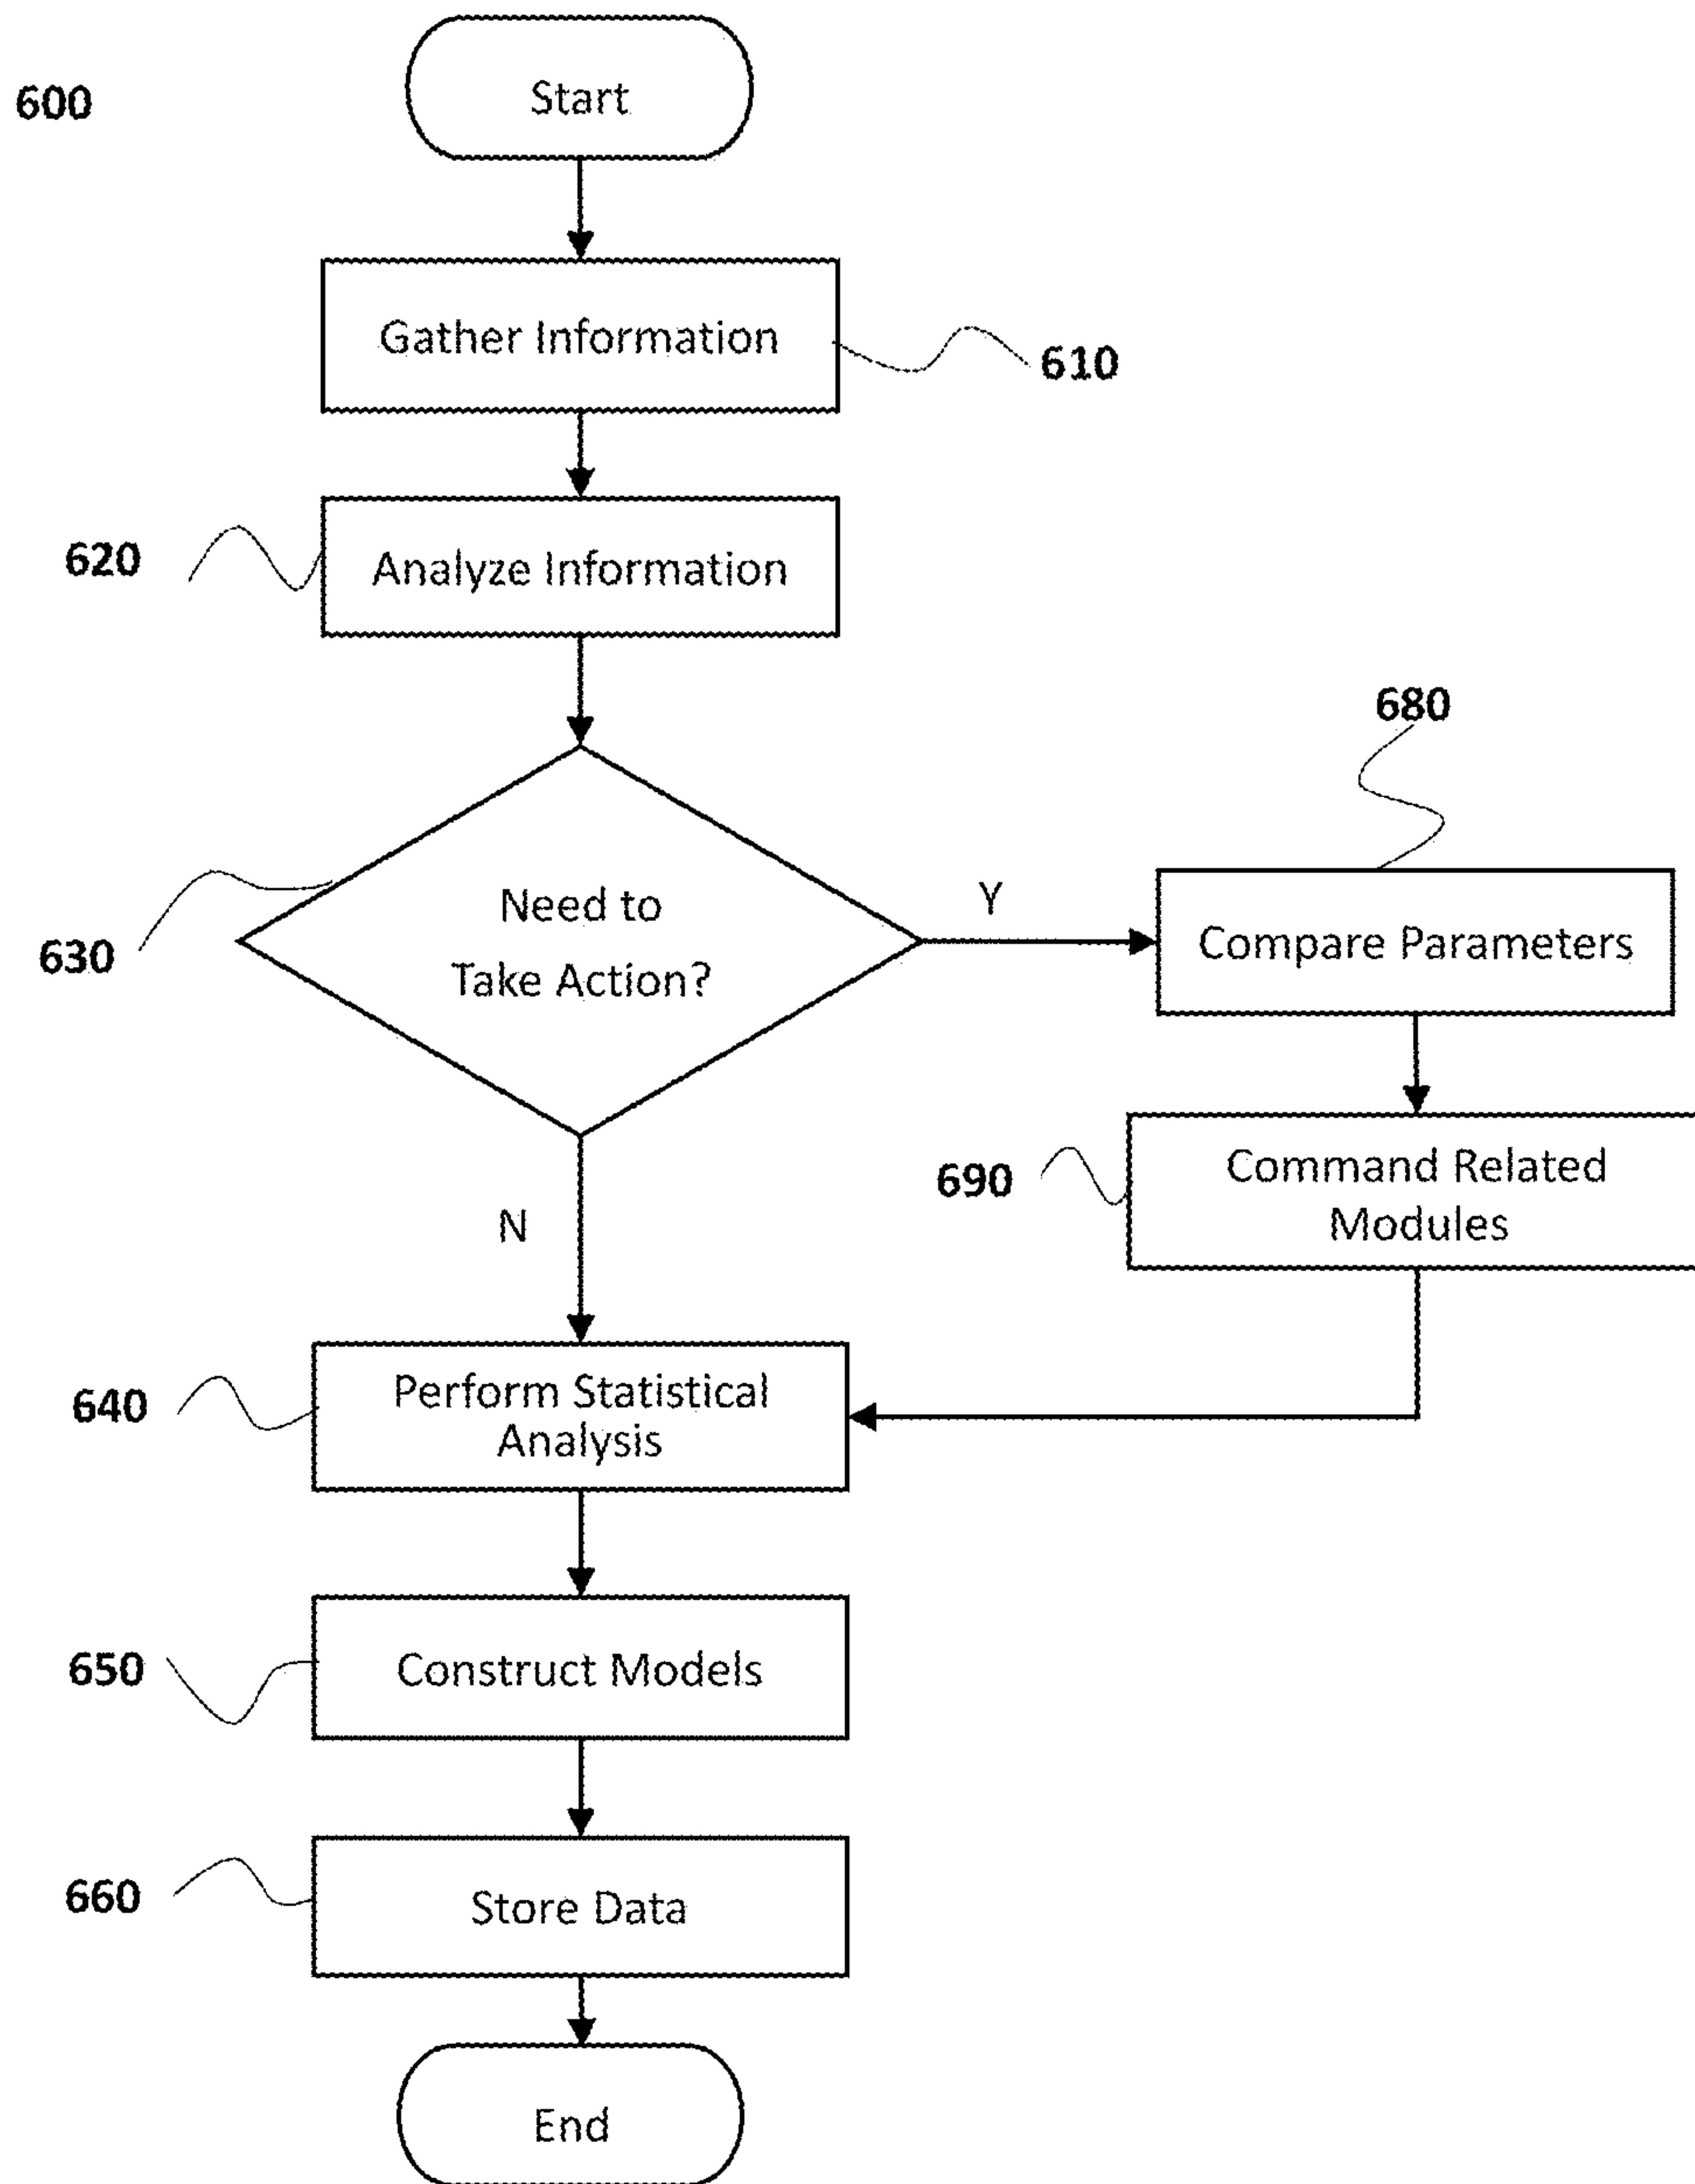 600
Start
Gather Information
610
620
Analyze Information
680
630
Need to
Take Action?
Y
Compare Parameters
690
Command Related
Modules
N
640
Perform Statistical
Analysis
650
Construct Models
660
Store Data
End